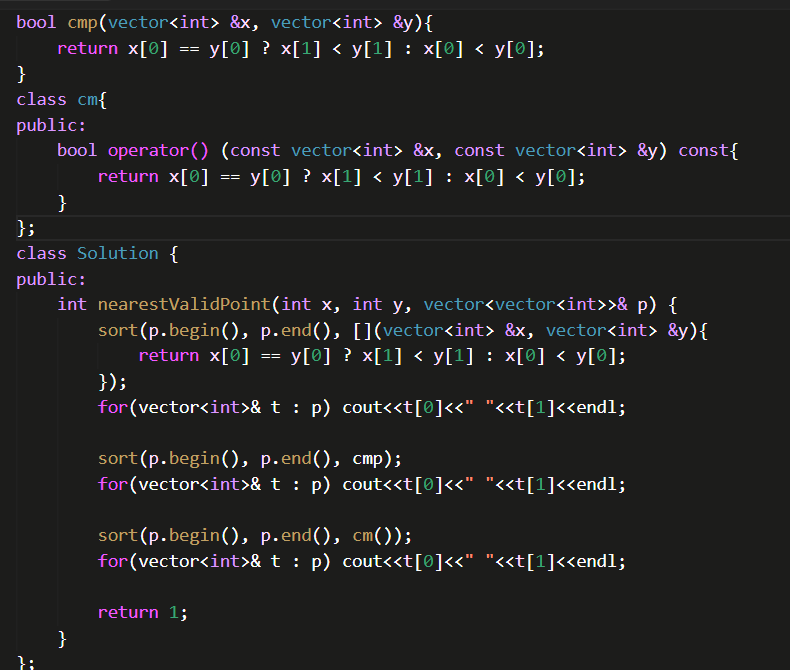 bool cmp(vector<int> &x, vector<int> &y){
    return x[0] == y[0] ? x[1] < y[1] : x[0] < y[0];
}
class cm{
public:
    bool operator() (const vector<int> &x, const vector<int> &y) const{
        return x[0] == y[0] ? x[1] < y[1] : x[0] < y[0];
    }
};
class Solution {
public:
    int nearestValidPoint(int x, int y, vector<vector<int>>& p) {
        sort(p.begin(), p.end(), [](vector<int> &x, vector<int> &y){
            return x[0] == y[0] ? x[1] < y[1] : x[0] < y[0];
        });
        for(vector<int>& t : p) cout<<t[0]<<" "<<t[1]<<endl;

        sort(p.begin(), p.end(), cmp);
        for(vector<int>& t : p) cout<<t[0]<<" "<<t[1]<<endl;

        sort(p.begin(), p.end(), cm());
        for(vector<int>& t : p) cout<<t[0]<<" "<<t[1]<<endl;

        return 1;
    }
};